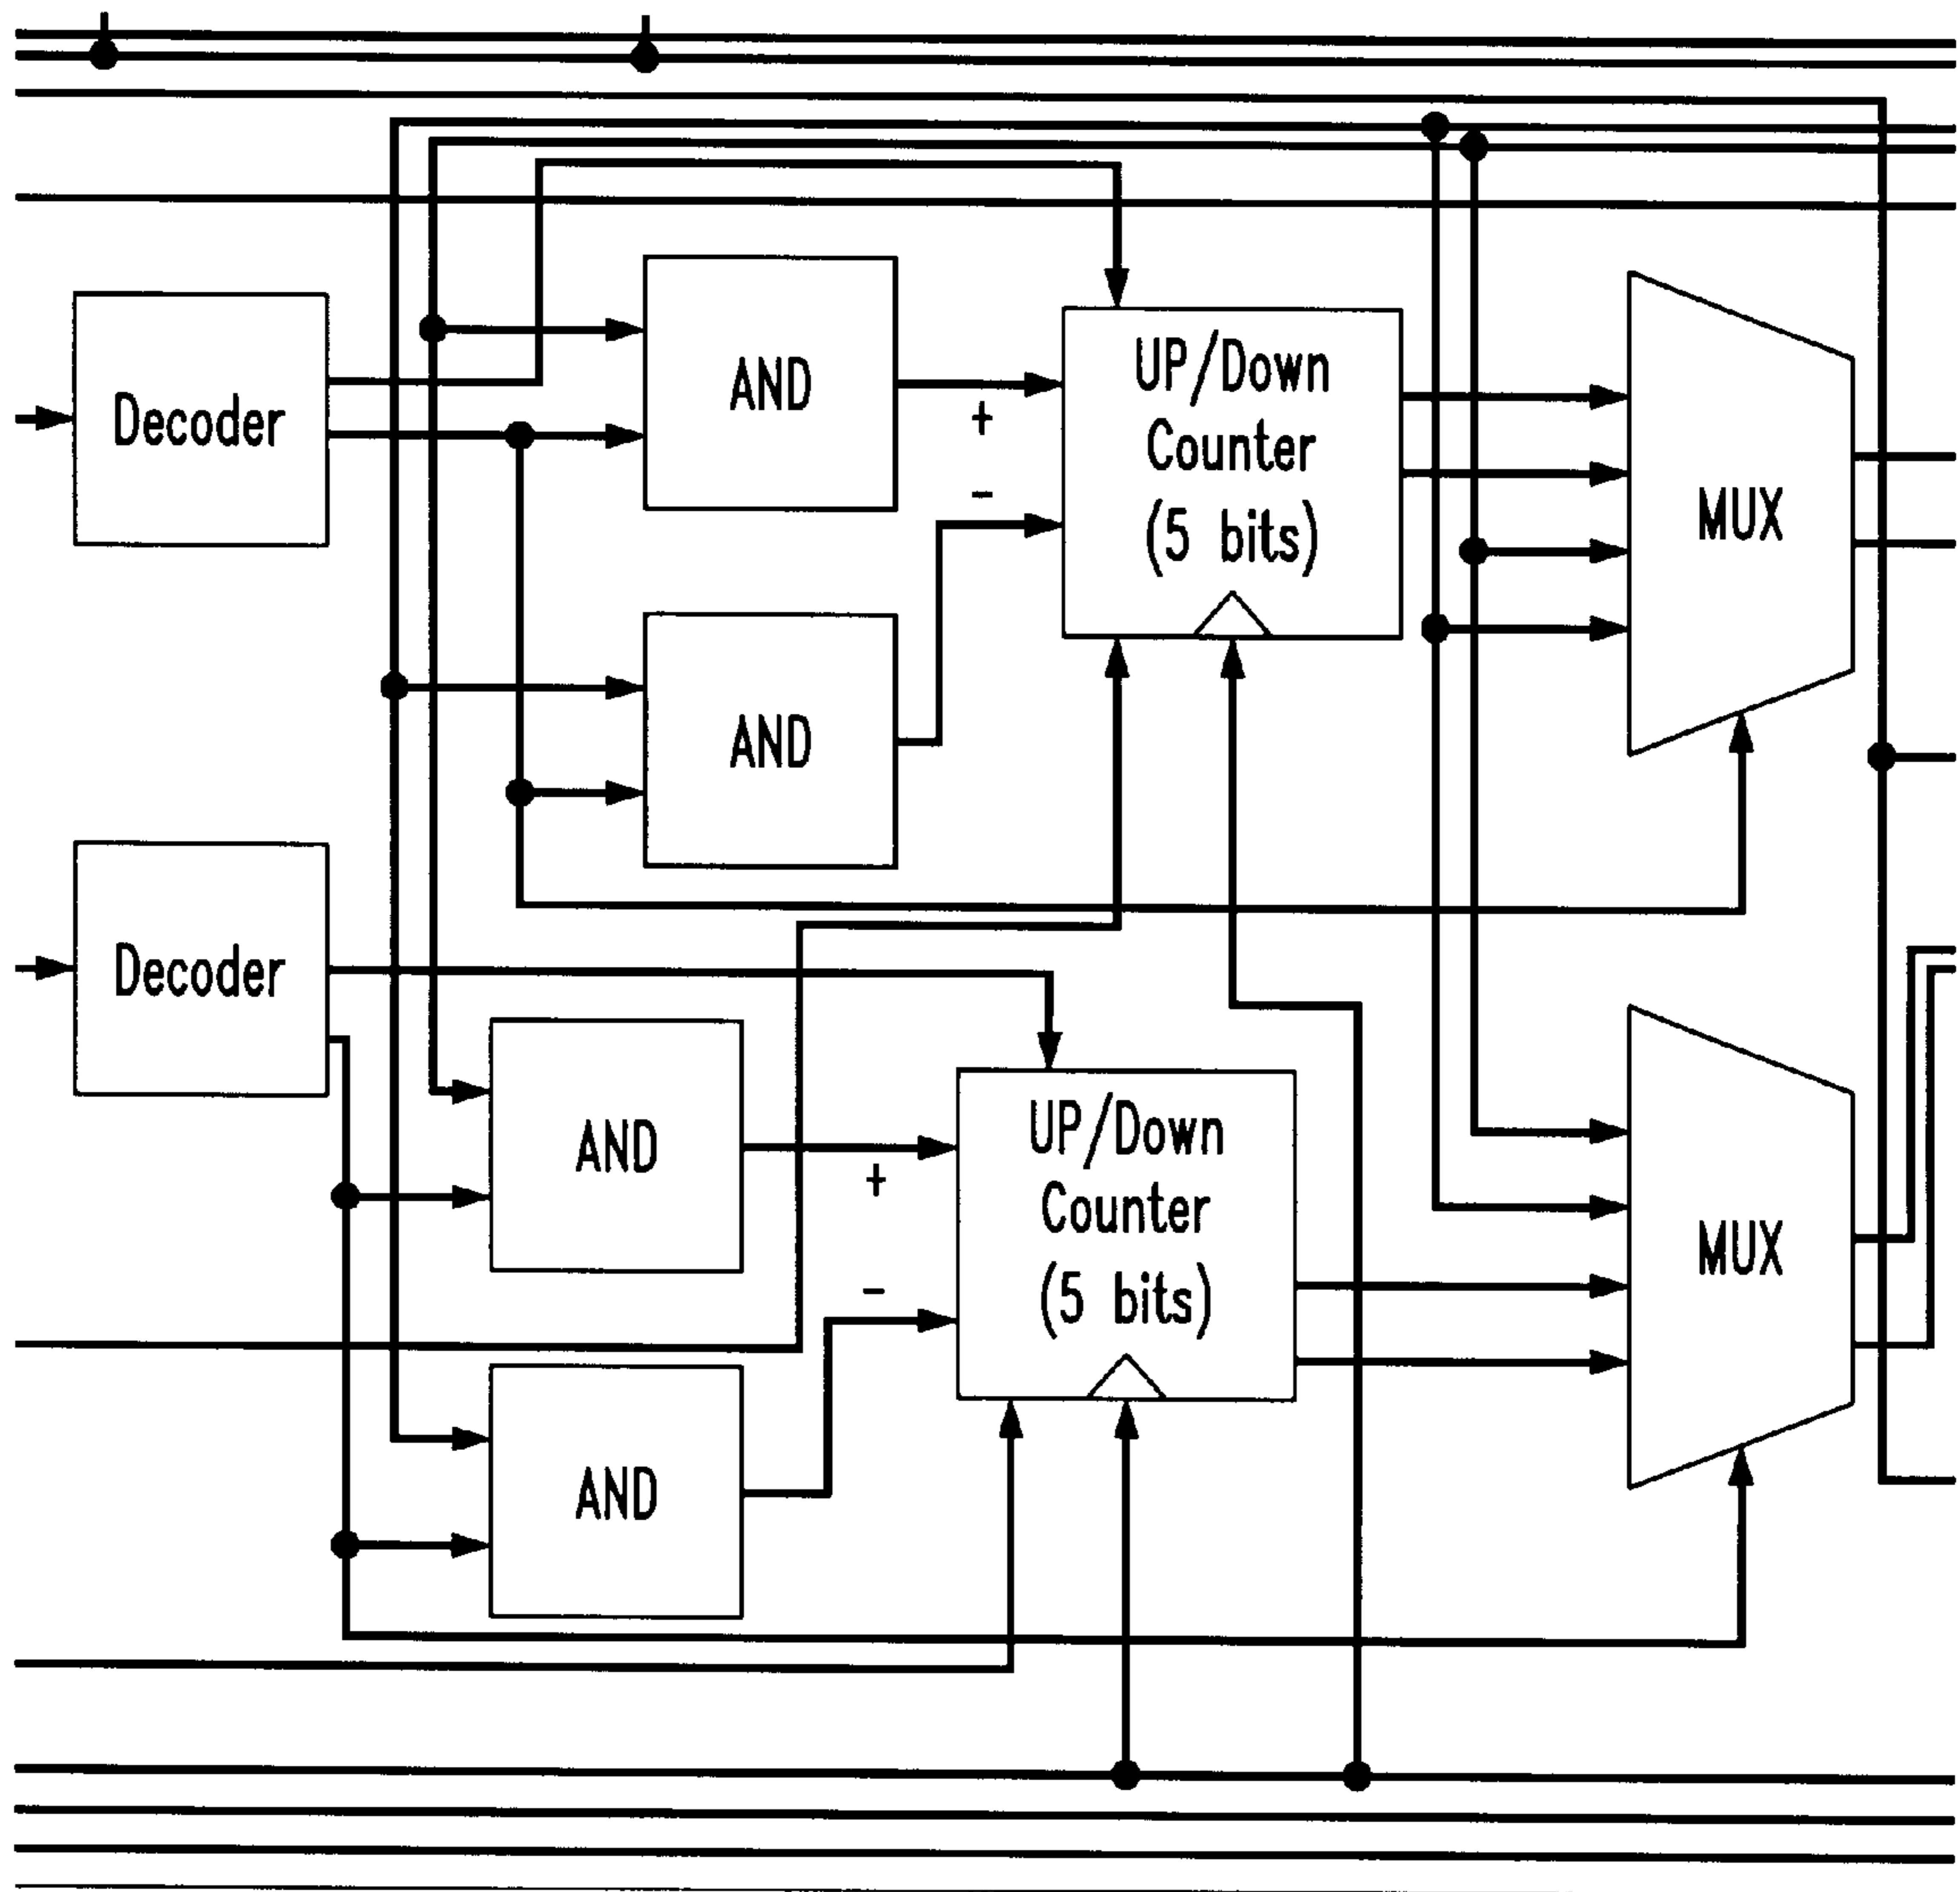 Decoder
AND
+
-
UP/Down
Counter
(5 bits)
MUX
AND
Decoder
AND
+
-
UP/Down
Counter
(5 bits)
MUX
AND